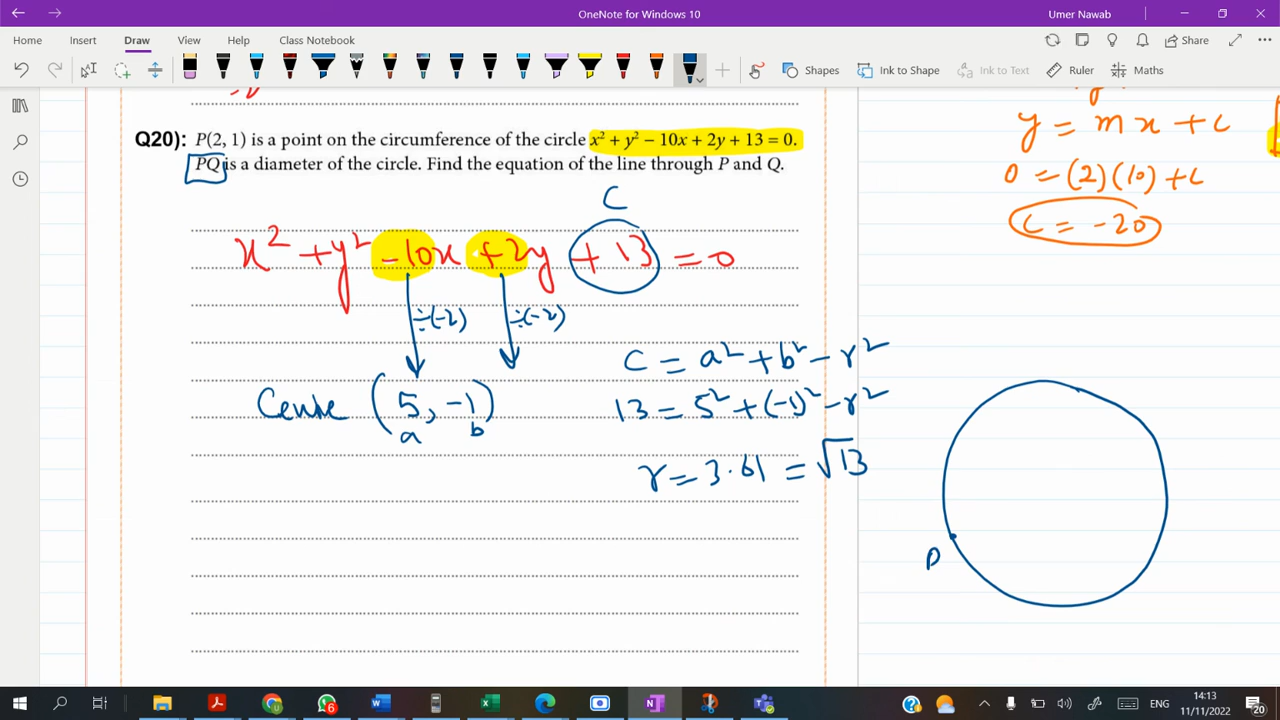 OneNote for Windows 10
Umer Nawab
Home Insert Draw View Help Class Notebook
Share
Shapes
Ink to Shape
Ink to Text
Ruler
Maths
Q20): P(2, 1) is a point on the circumference of the circle x² + y² − 10x + 2y + 13 = 0.
PQ is a diameter of the circle. Find the equation of the line through P and Q.
C
x² + y² − 10x + 2y + 13 = 0
÷(-2) ÷(-2)
Centre (5, -1)
a b
C = a² + b² − r²
13 = 5² + (-1)² − r²
r = 3.61 = √13
y = mx + c
0 = (2)(10) + c
c = -20
P
6
ENG
14:13
11/11/2022
20